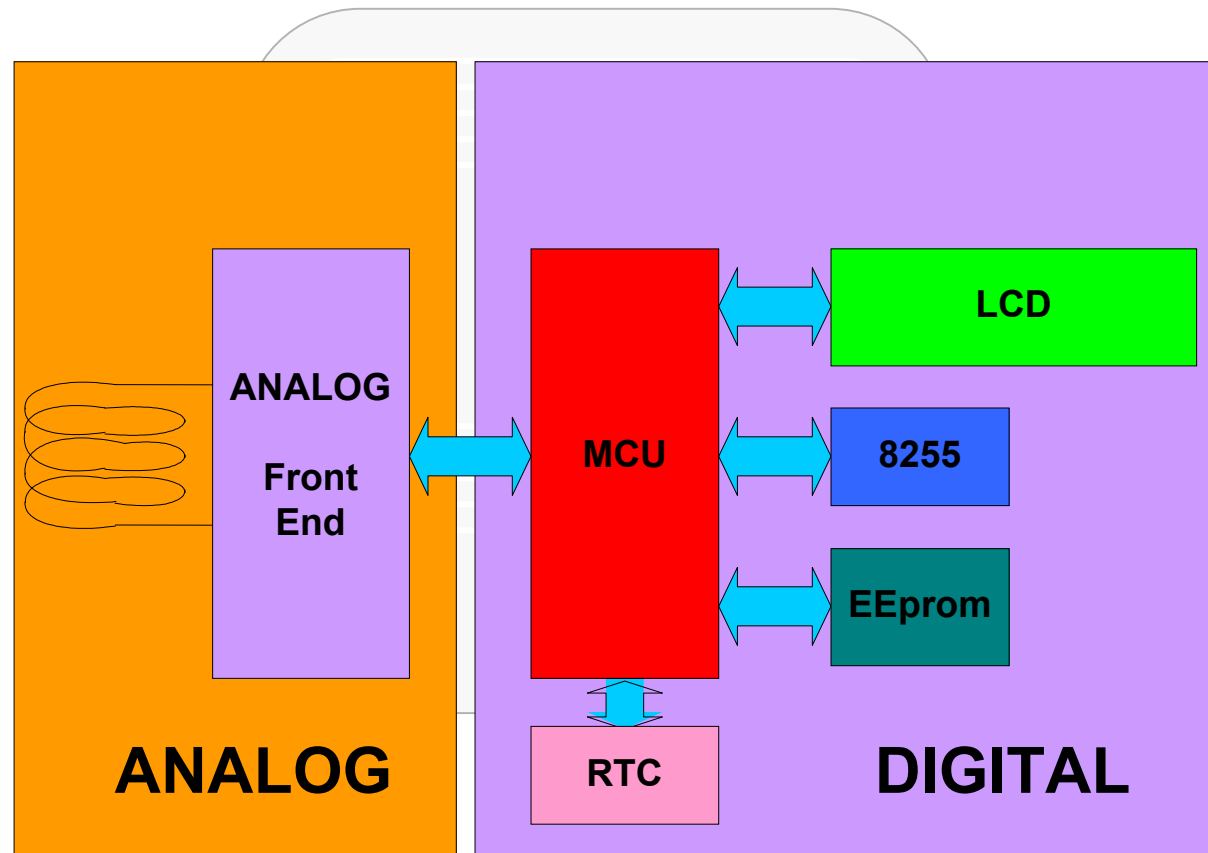 ANALOG
Front
End
MCU
LCD
8255
EEprom
RTC
ANALOG
DIGITAL